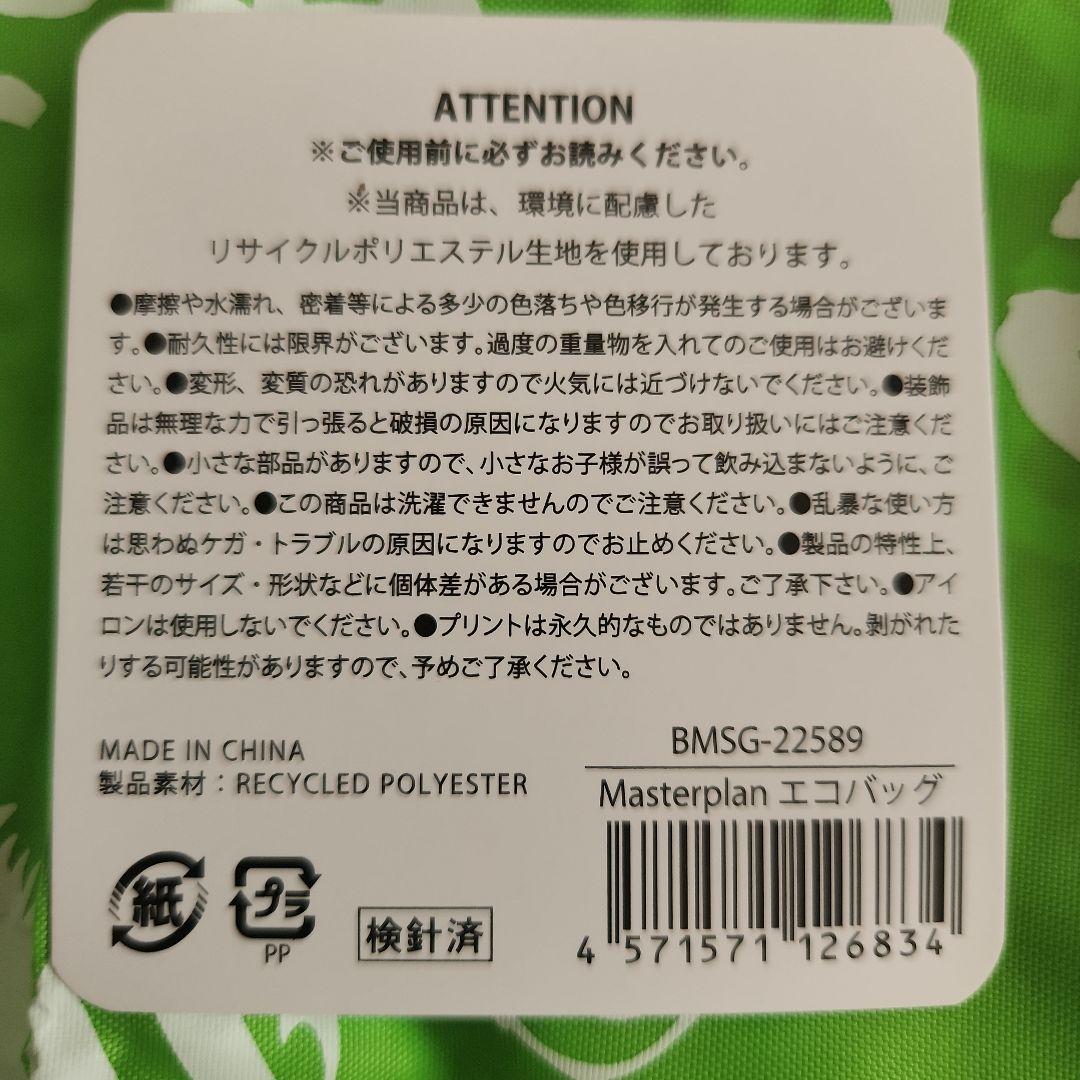 ATTENTION
※ご使用前に必ずお読みください。
※当商品は、環境に配慮した
リサイクルポリエステル生地を使用しております。
●摩擦や水濡れ、密着等による多少の色落ちや色移行が発生する場合がございま
す。●耐久性には限界がございます。過度の重量物を入れてのご使用はお避けくだ
さい。●変形、変質の恐れがありますので火気には近づけないでください。●装飾
品は無理な力で引っ張ると破損の原因になりますのでお取り扱いにはご注意くだ
さい。●小さな部品がありますので、小さなお子様が誤って飲み込まないように、ご
注意ください。●この商品は洗濯できませんのでご注意ください。●乱暴な使い方
は思わぬケガ・トラブルの原因になりますのでお止めください。●製品の特性上、
若干のサイズ・形状などに個体差がある場合がございます。ご了承下さい。●アイ
ロンは使用しないでください。●プリントは永久的なものではありません。剥がれた
りする可能性がありますので、予めご了承ください。
MADE IN CHINA
製品素材：RECYCLED POLYESTER
紙
プラ
PP
検針済
BMSG-22589
Masterplan エコバッグ
4 571571 126834